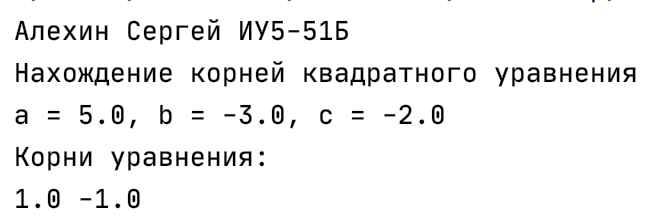 Алехин Сергей ИУ5-51Б
Нахождение корней квадратного уравнения
a = 5.0, b = -3.0, c = -2.0
Корни уравнения:
1.0 -1.0